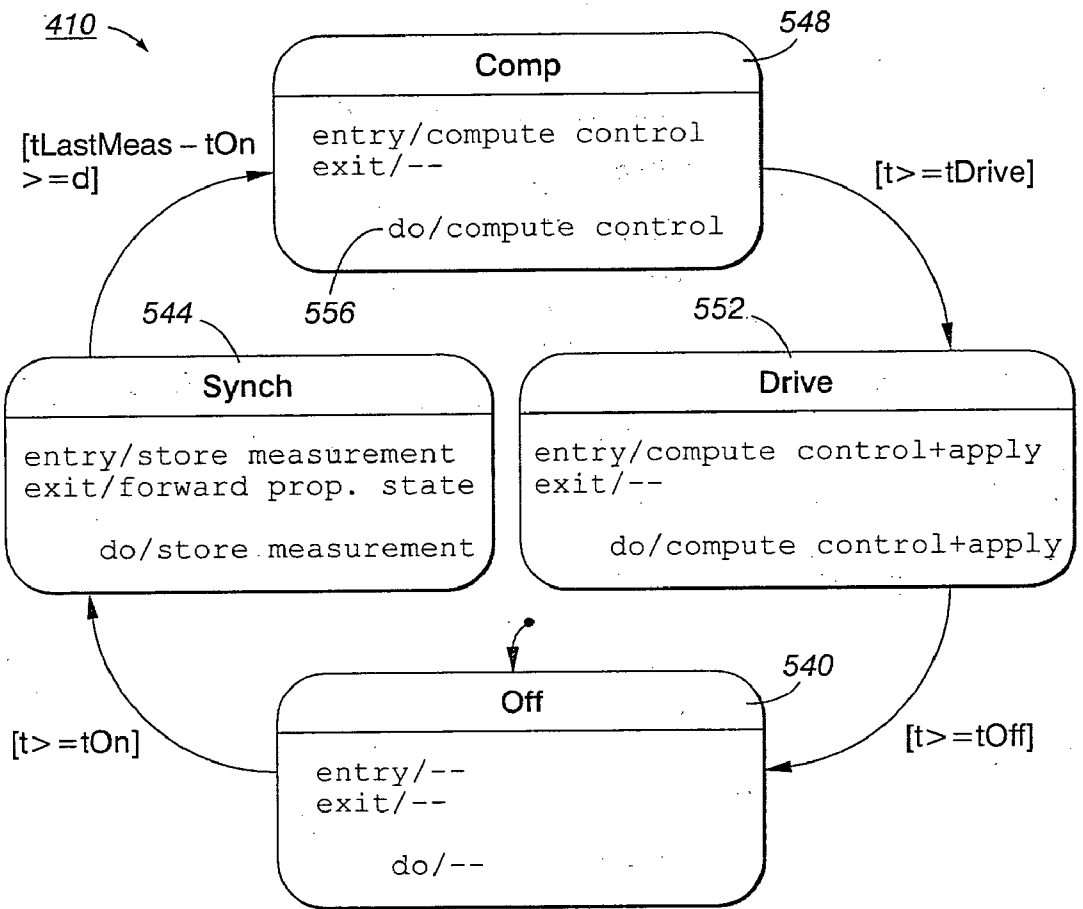 410
548
Comp
entry/compute control
exit/--
do/compute control
556
[tLastMeas – tOn
>=d]
[t>=tDrive]
544
Synch
entry/store measurement
exit/forward prop. state
do/store measurement
552
Drive
entry/compute control+apply
exit/--
do/compute control+apply
540
Off
entry/--
exit/--
do/--
[t>=tOn]
[t>=tOff]